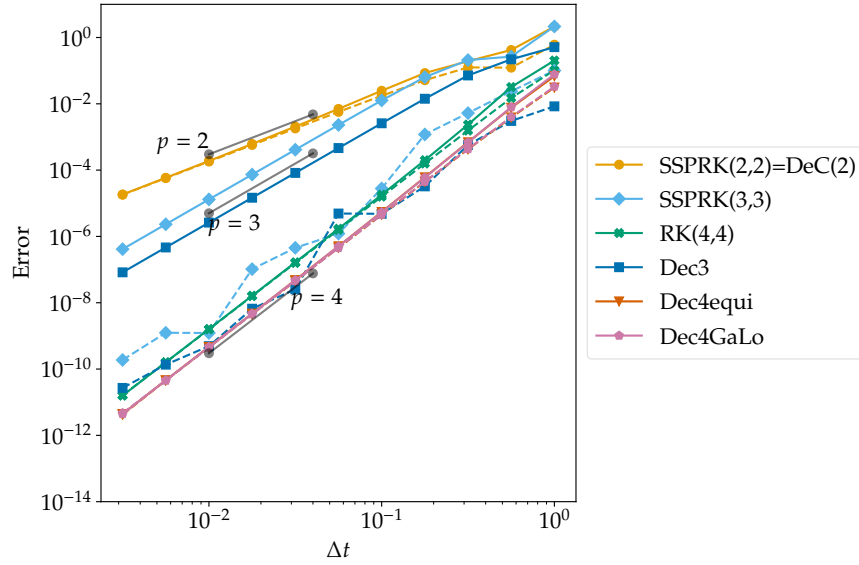 10^0
10^{-2}
10^{-4}
10^{-6}
10^{-8}
10^{-10}
10^{-12}
10^{-14}
Error
p = 2
p = 3
p = 4
10^{-2}
10^{-1}
10^0
Δt
SSPRK(2,2)=DeC(2)
SSPRK(3,3)
RK(4,4)
Dec3
Dec4equi
Dec4GaLo